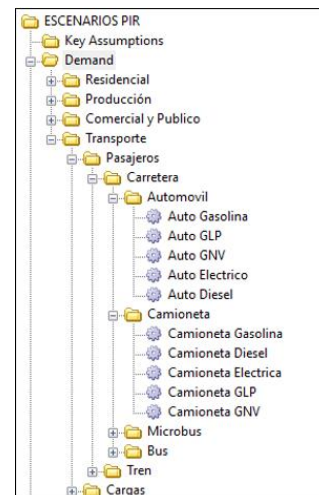 ESCENARIOS PIR
Key Assumptions
Demand
Residencial
Producción
Comercial y Publico
Transporte
Pasajeros
Carretera
Automovil
Auto Gasolina
Auto GLP
Auto GNV
Auto Electrico
Auto Diesel
Camioneta
Camioneta Gasolina
Camioneta Diesel
Camioneta Electrica
Camioneta GLP
Camioneta GNV
Microbus
Bus
Tren
Cargas